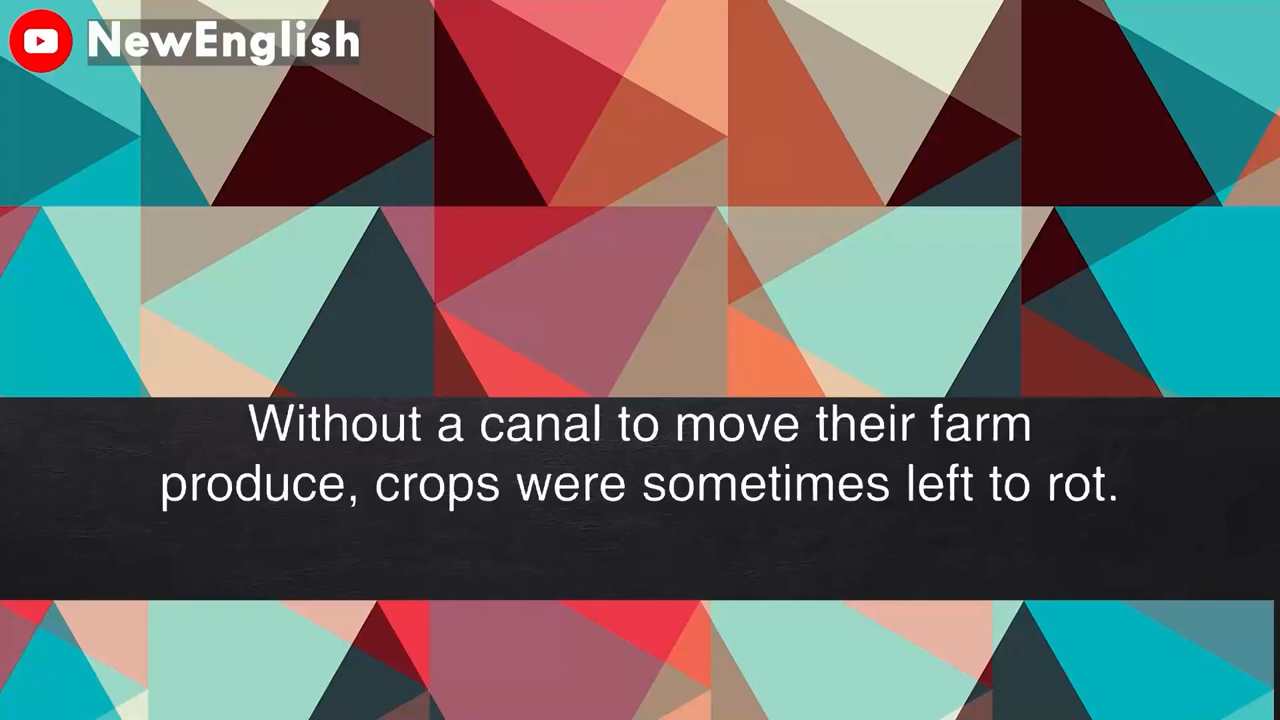 NewEnglish
Without a canal to move their farm
produce, crops were sometimes left to rot.